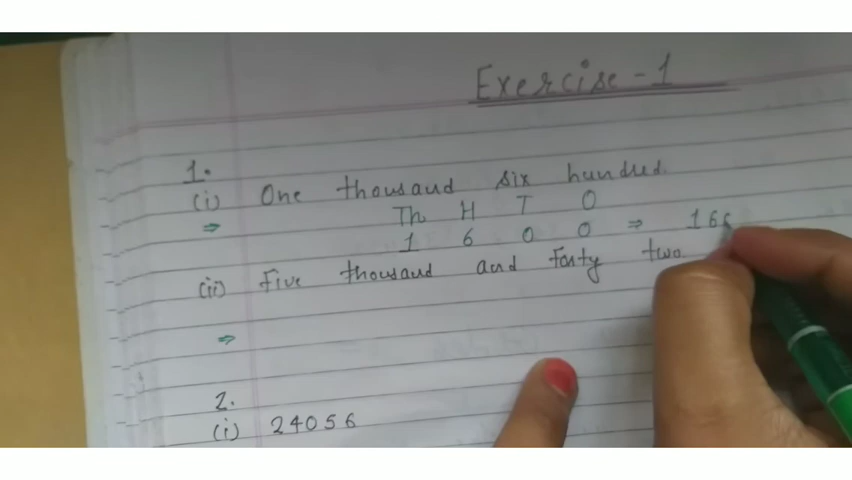 Exercise - 1
1.
(i) One thousand six hundred.
Th H T O
⇒ 1 6 0 0 ⇒ 16
(ii) Five thousand and forty two
⇒
2.
(i) 24056